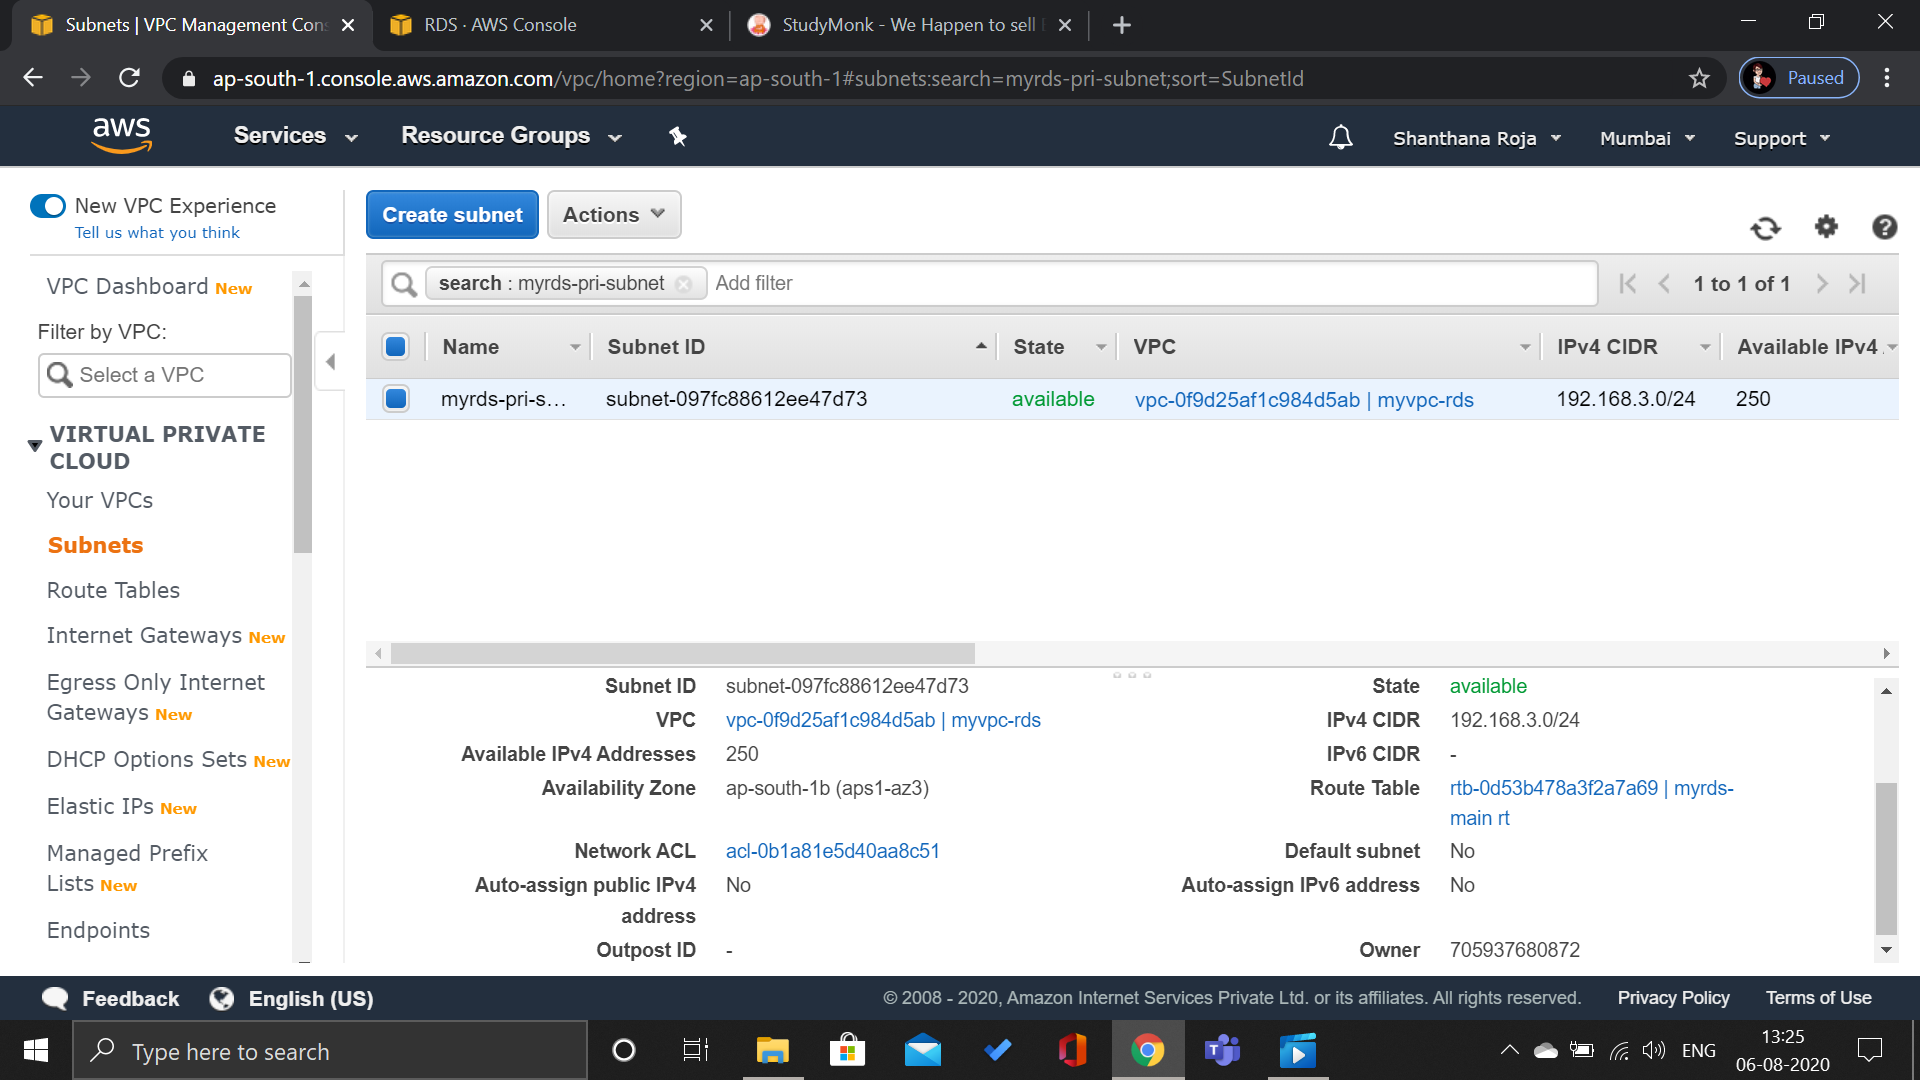 Subnets | VPC Management Con
RDS · AWS Console
StudyMonk - We Happen to sell
ap-south-1.console.aws.amazon.com/vpc/home?region=ap-south-1#subnets:search=myrds-pri-subnet;sort=SubnetId
Paused
aws
Services
Resource Groups
Shanthana Roja
Mumbai
Support
New VPC Experience
Tell us what you think
VPC Dashboard New
Filter by VPC:
Select a VPC
VIRTUAL PRIVATE
CLOUD
Your VPCs
Subnets
Route Tables
Internet Gateways New
Egress Only Internet
Gateways New
DHCP Options Sets New
Elastic IPs New
Managed Prefix
Lists New
Endpoints
Create subnet
Actions
search : myrds-pri-subnet
Add filter
1 to 1 of 1
Name
Subnet ID
State
VPC
IPv4 CIDR
Available IPv4
myrds-pri-s...
subnet-097fc88612ee47d73
available
vpc-0f9d25af1c984d5ab | myvpc-rds
192.168.3.0/24
250
Subnet ID subnet-097fc88612ee47d73
State available
VPC vpc-0f9d25af1c984d5ab | myvpc-rds
IPv4 CIDR 192.168.3.0/24
Available IPv4 Addresses 250
IPv6 CIDR -
Availability Zone ap-south-1b (aps1-az3)
Route Table rtb-0d53b478a3f2a7a69 | myrds-
main rt
Network ACL acl-0b1a81e5d40aa8c51
Default subnet No
Auto-assign public IPv4 No
address
Auto-assign IPv6 address No
Outpost ID -
Owner 705937680872
Feedback
English (US)
© 2008 - 2020, Amazon Internet Services Private Ltd. or its affiliates. All rights reserved.
Privacy Policy
Terms of Use
Type here to search
ENG
13:25
06-08-2020